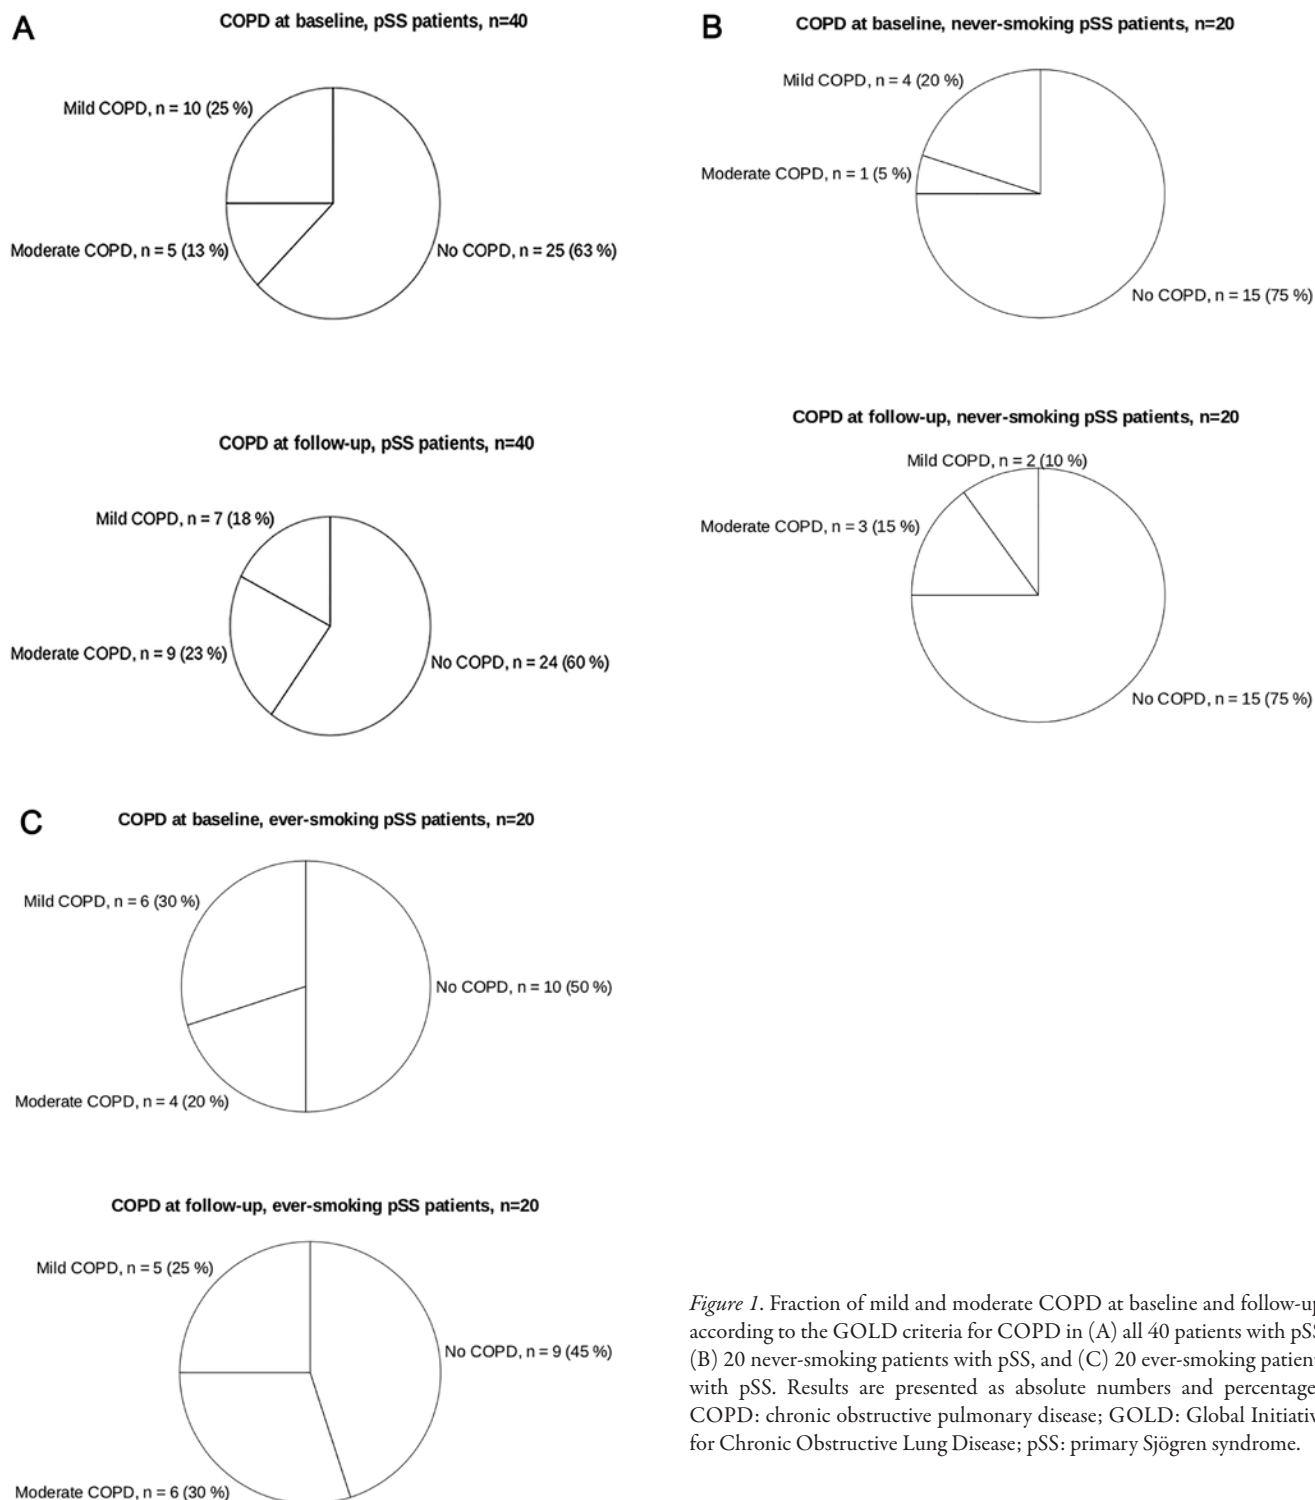 A
COPD at baseline, pSS patients, n=40
Mild COPD, n = 10 (25 %)
Moderate COPD, n = 5 (13 %)
No COPD, n = 25 (63 %)
COPD at follow-up, pSS patients, n=40
Mild COPD, n = 7 (18 %)
Moderate COPD, n = 9 (23 %)
No COPD, n = 24 (60 %)
B
COPD at baseline, never-smoking pSS patients, n=20
Mild COPD, n = 4 (20 %)
Moderate COPD, n = 1 (5 %)
No COPD, n = 15 (75 %)
COPD at follow-up, never-smoking pSS patients, n=20
Mild COPD, n = 2 (10 %)
Moderate COPD, n = 3 (15 %)
No COPD, n = 15 (75 %)
C
COPD at baseline, ever-smoking pSS patients, n=20
Mild COPD, n = 6 (30 %)
No COPD, n = 10 (50 %)
Moderate COPD, n = 4 (20 %)
COPD at follow-up, ever-smoking pSS patients, n=20
Mild COPD, n = 5 (25 %)
No COPD, n = 9 (45 %)
Moderate COPD, n = 6 (30 %)
Figure 1. Fraction of mild and moderate COPD at baseline and follow-up
according to the GOLD criteria for COPD in (A) all 40 patients with pSS
(B) 20 never-smoking patients with pSS, and (C) 20 ever-smoking patient
with pSS. Results are presented as absolute numbers and percentage
COPD: chronic obstructive pulmonary disease; GOLD: Global Initiativ
for Chronic Obstructive Lung Disease; pSS: primary Sjögren syndrome.